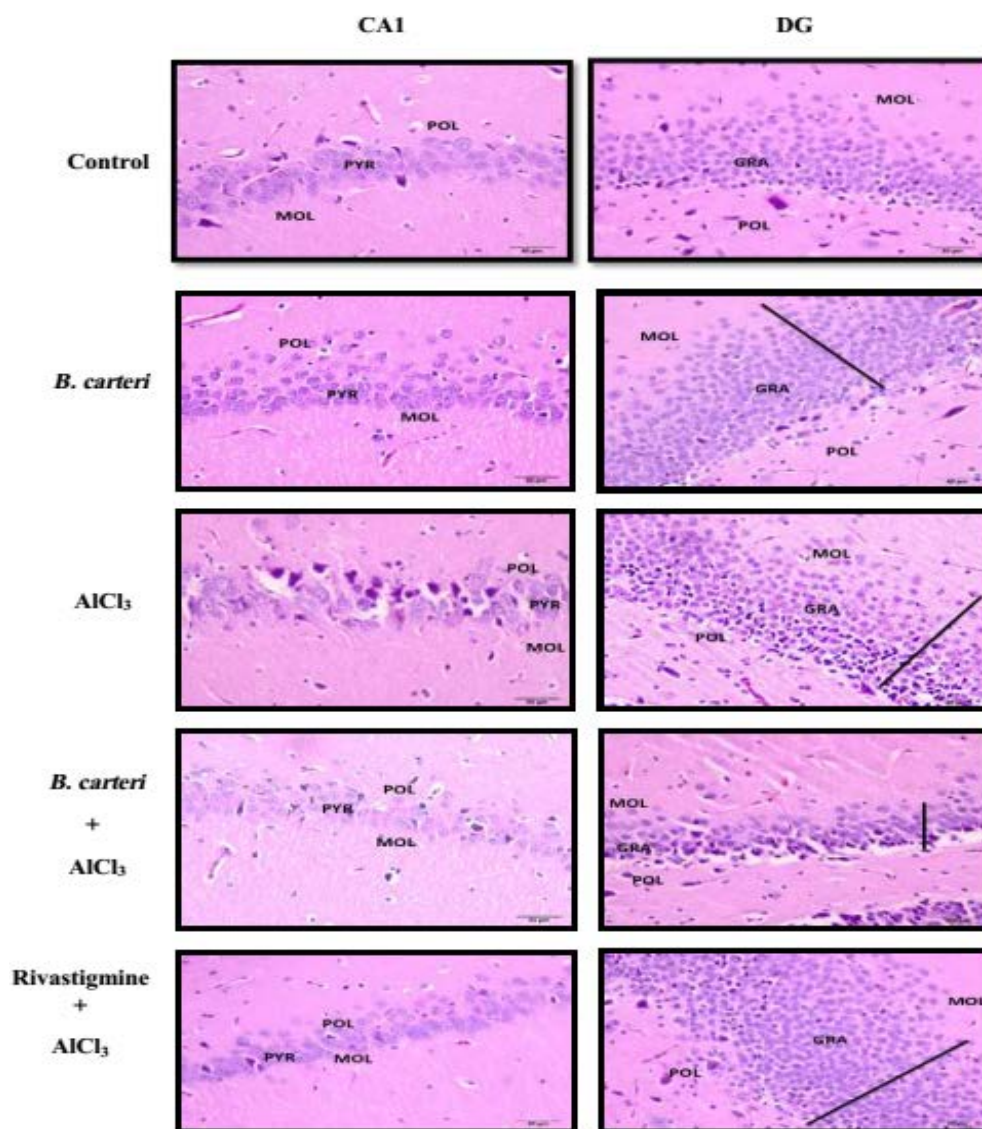 CA1 DG
Control
POL
PYR
MOL
MOL
GRA
POL
B. carteri
POL
PYR
MOL
MOL
GRA
POL
AlCl₃
POL
PYR
MOL
MOL
GRA
POL
B. carteri
+
AlCl₃
POL
PYR
MOL
MOL
GRA
POL
Rivastigmine
+
AlCl₃
POL
PYR
MOL
MOL
GRA
POL